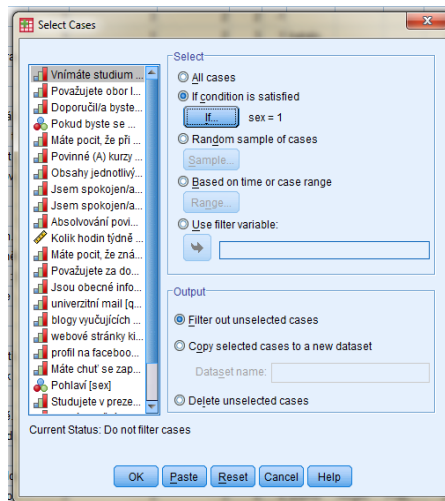 Select Cases
Vnímáte studium ...
Považujete obor l...
Doporučil/a byste...
Pokud byste se ...
Máte pocit, že při ...
Povinné (A) kurzy ...
Obsahy jednotlivý...
Jsem spokojen/a...
Jsem spokojen/a...
Absolvování povi...
Kolik hodin týdně ...
Máte pocit, že zná...
Považujete za do...
Jsou obecné info...
univerzitní mail [q...
blogy vyučujících ...
webové stránky ki...
profil na faceboo...
Máte chuť se zap...
Pohlaví [sex]
Studujete v preze...
Select
All cases
If condition is satisfied
If... sex = 1
Random sample of cases
Sample...
Based on time or case range
Range...
Use filter variable:
Output
Filter out unselected cases
Copy selected cases to a new dataset
Dataset name:
Delete unselected cases
Current Status: Do not filter cases
OK Paste Reset Cancel Help